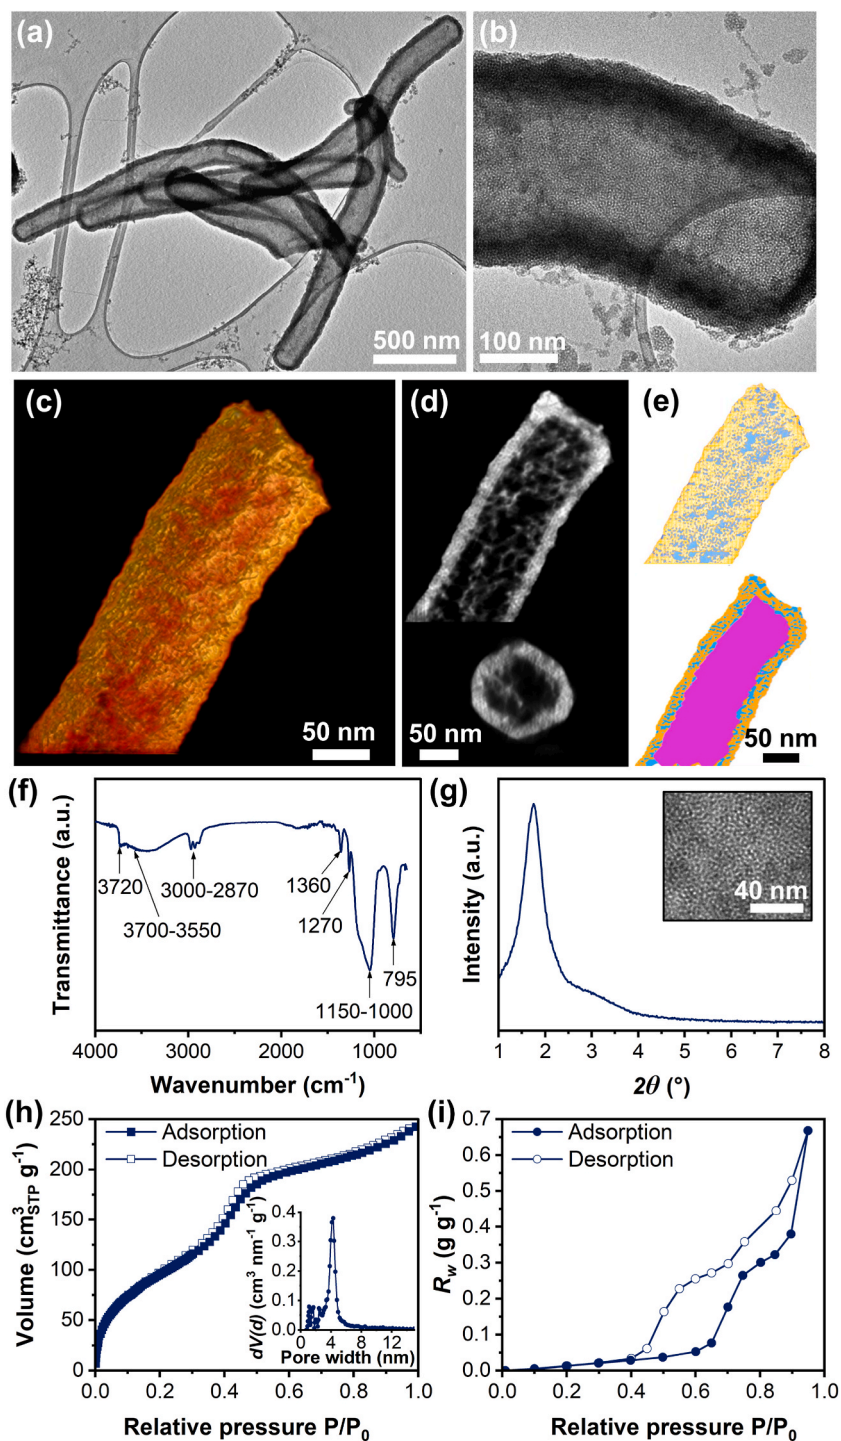 (a)
500 nm
(b)
100 nm
(c)
50 nm
(d)
50 nm
(e)
50 nm
(f)
Transmittance (a.u.)
3720
3700-3550
3000-2870
1360
1270
1150-1000
795
4000 3000 2000 1000
Wavenumber (cm⁻¹)
(g)
Intensity (a.u.)
40 nm
1 2 3 4 5 6 7 8
2θ (°)
(h)
Volume (cm³STP g⁻¹)
250
200
150
100
50
0
Adsorption
Desorption
dV(d) (cm³ nm⁻¹ g⁻¹)
0.4
0.3
0.2
0.1
0.0
0 4 8 12
Pore width (nm)
0.0 0.2 0.4 0.6 0.8 1.0
Relative pressure P/P₀
(i)
Rw (g g⁻¹)
0.7
0.6
0.5
0.4
0.3
0.2
0.1
0.0
Adsorption
Desorption
0.0 0.2 0.4 0.6 0.8 1.0
Relative pressure P/P₀